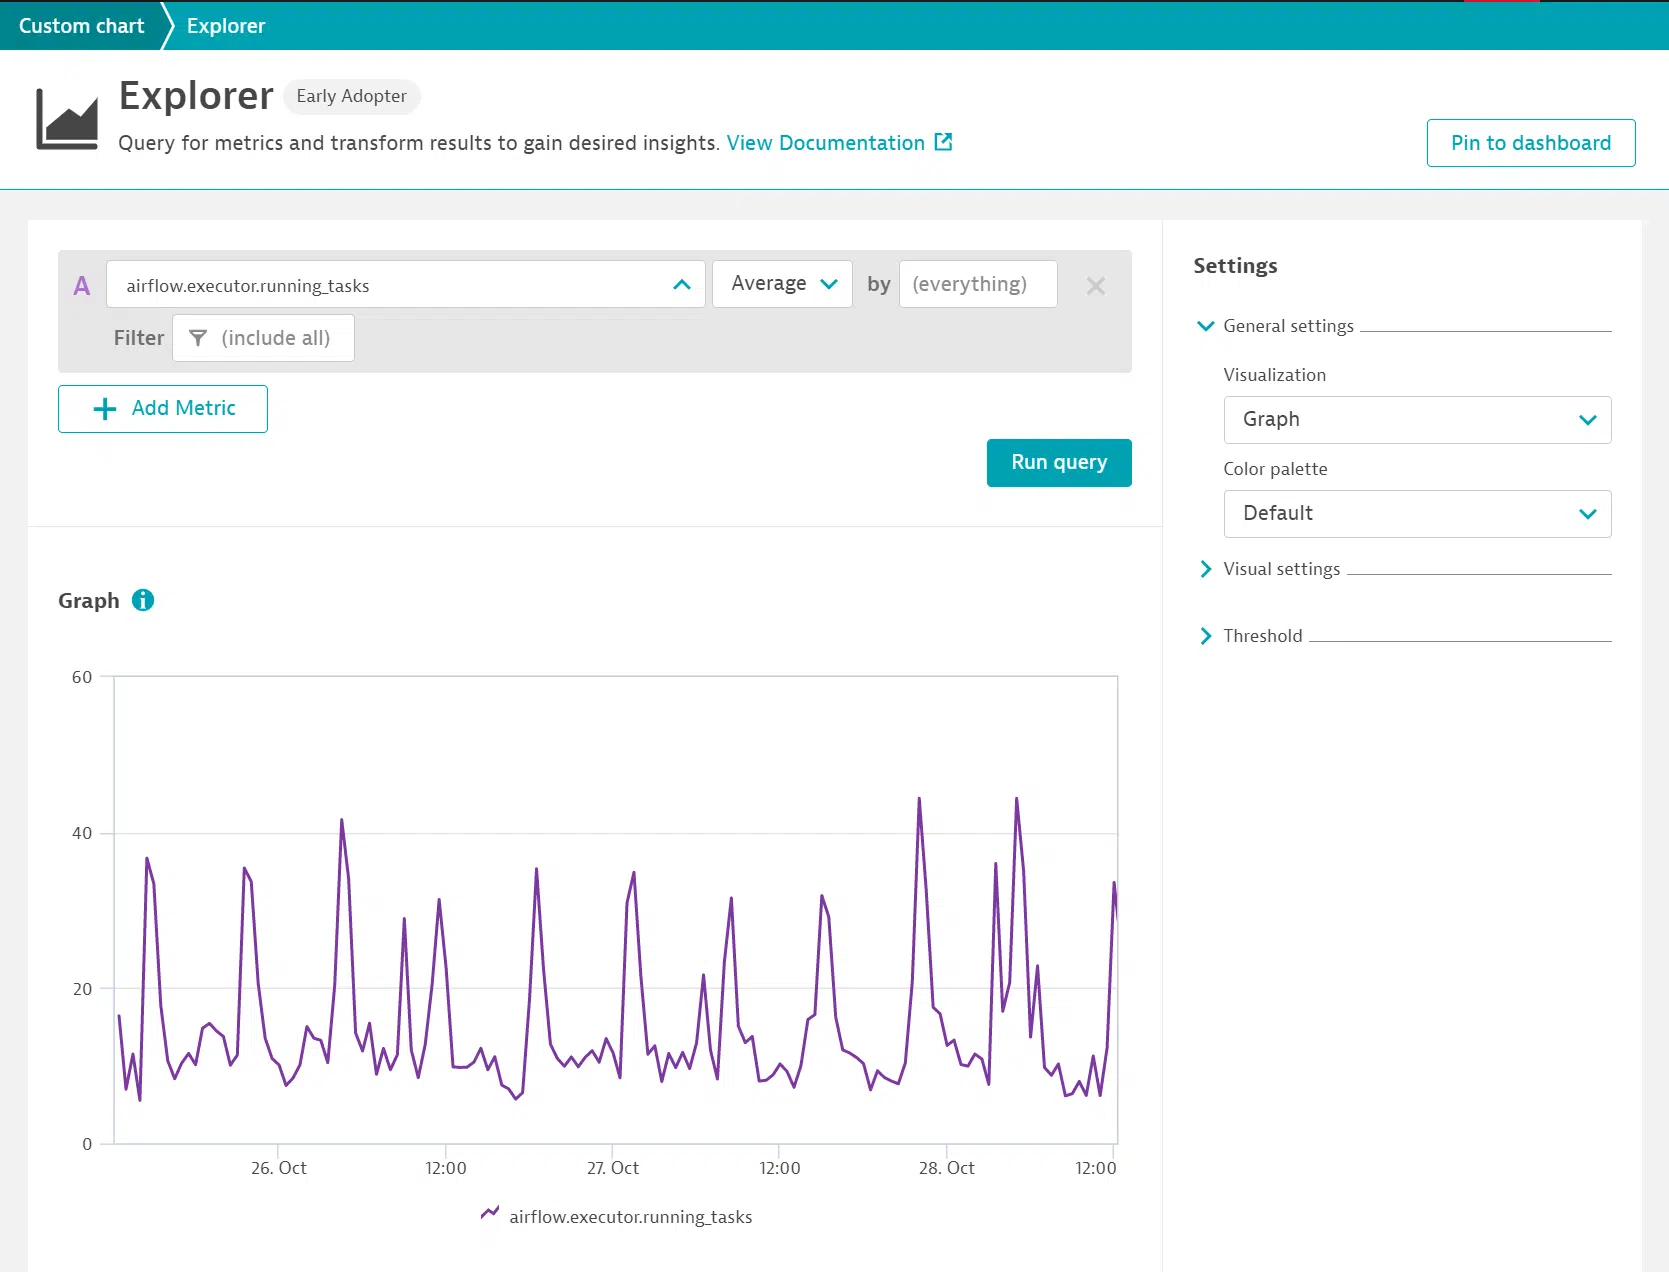 Custom chart Explorer
Explorer Early Adopter
Query for metrics and transform results to gain desired insights. View Documentation
Pin to dashboard
A airflow.executor.running_tasks Average by (everything)
Filter (include all)
Add Metric
Run query
Settings
General settings
Visualization
Graph
Color palette
Default
Visual settings
Threshold
Graph
60
40
20
0
26. Oct 12:00 27. Oct 12:00 28. Oct 12:00
airflow.executor.running_tasks